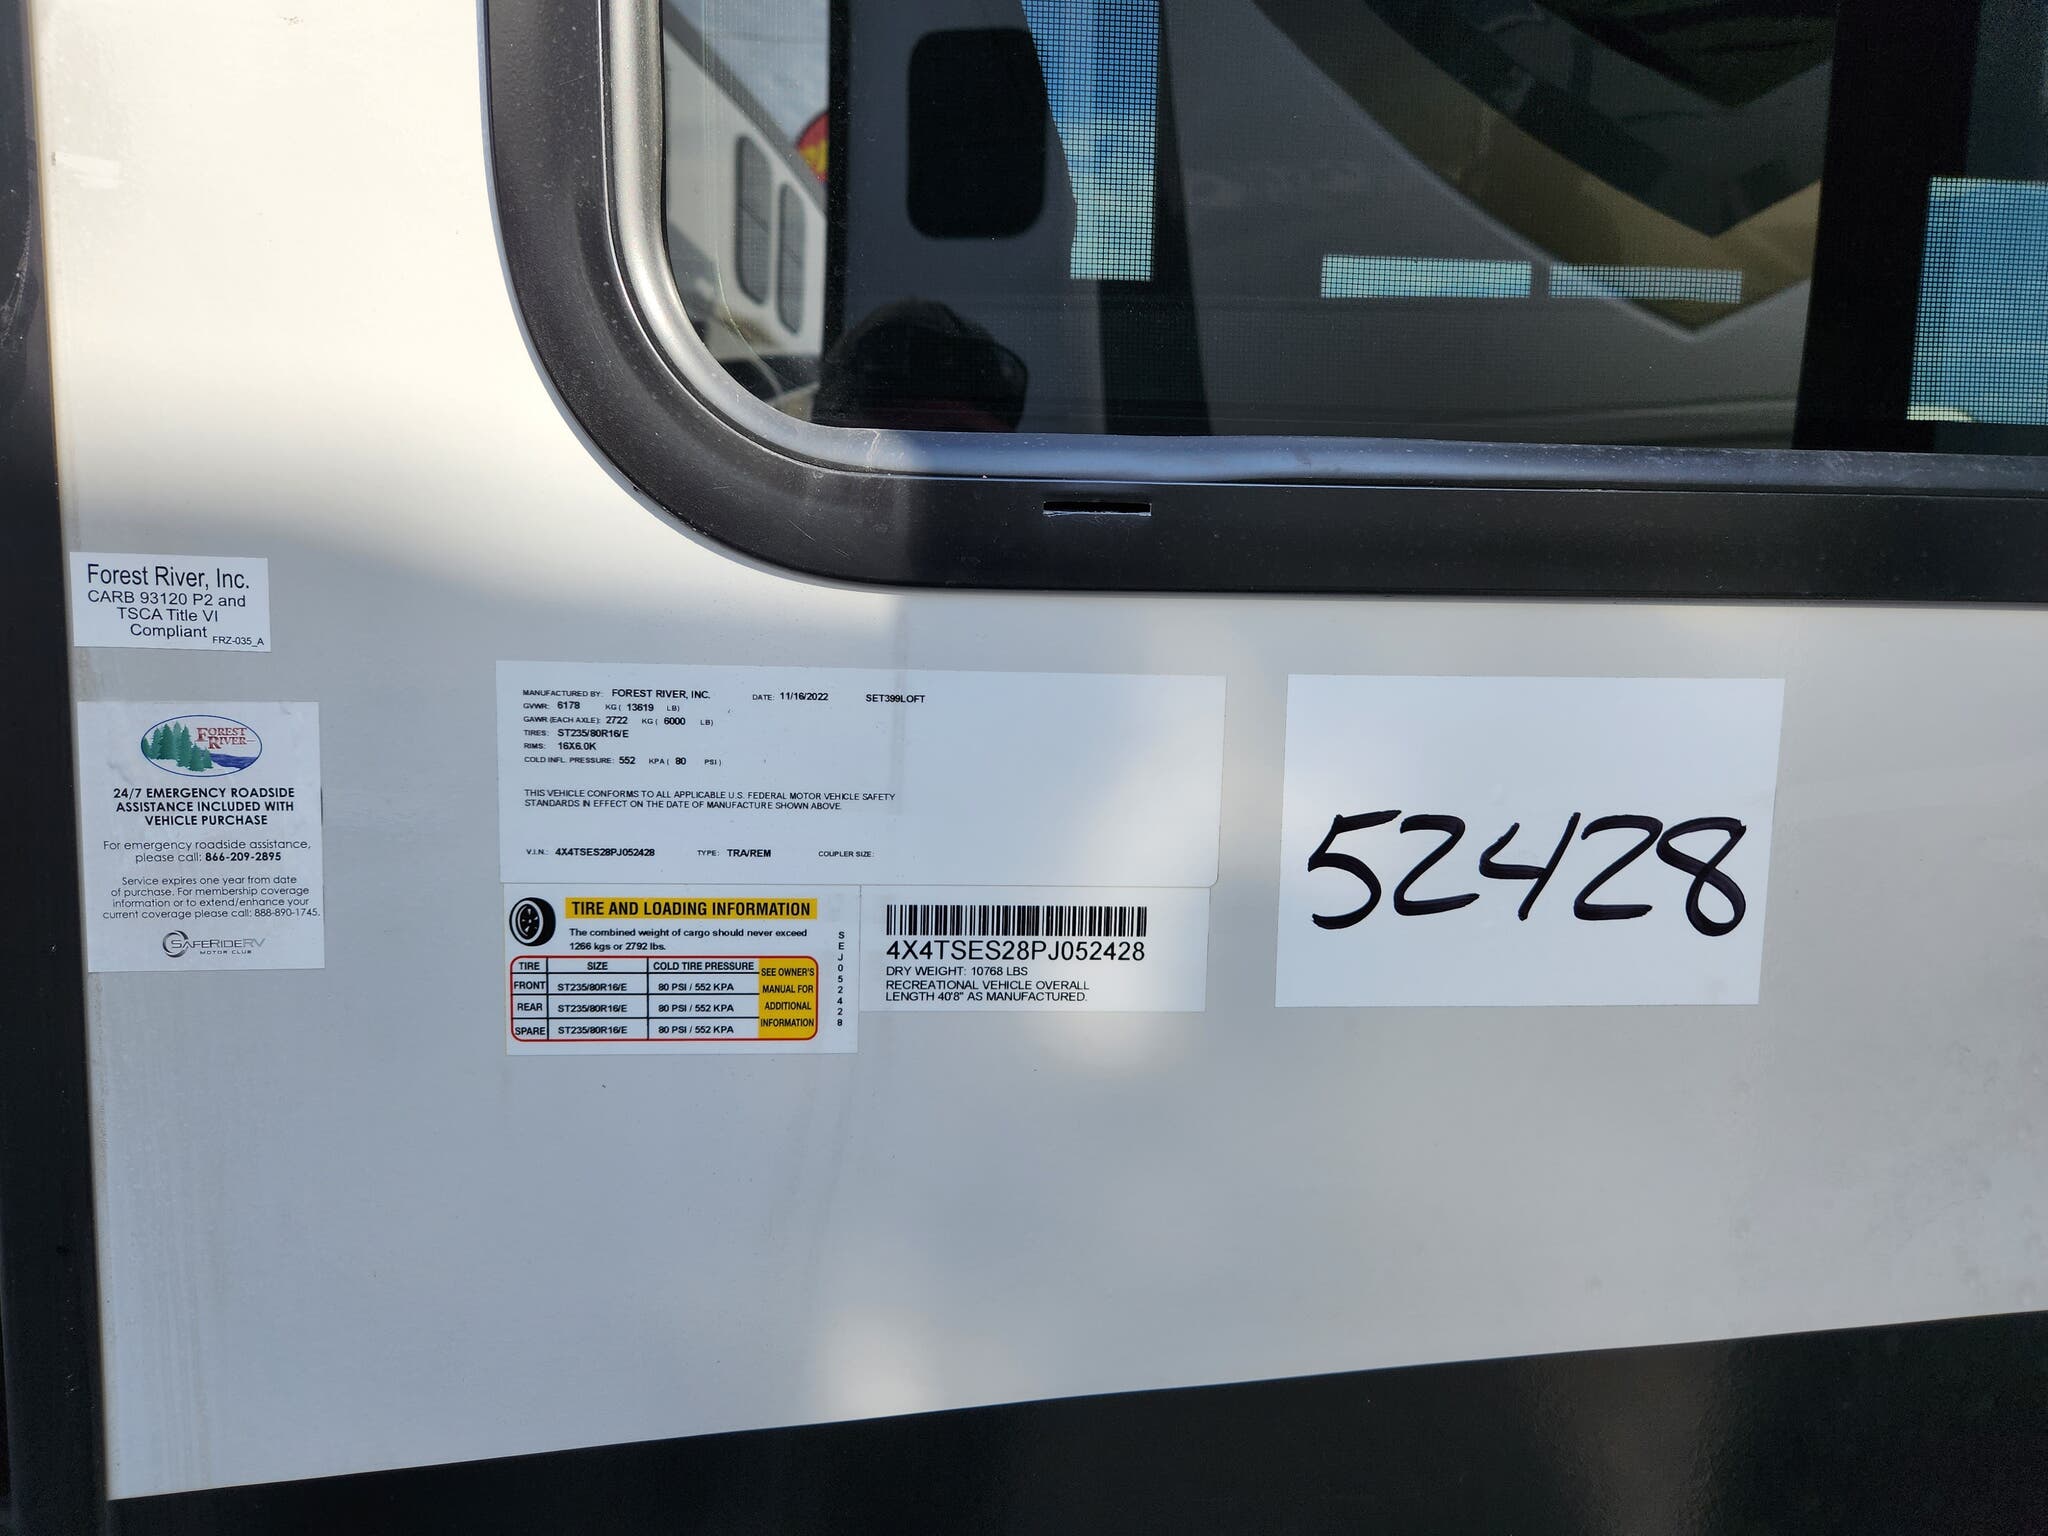 Forest River, Inc.
CARB 93120 P2 and
TSCA Title VI
Compliant
FRZ-035_A
FOREST
RIVER
24/7 EMERGENCY ROADSIDE
ASSISTANCE INCLUDED WITH
VEHICLE PURCHASE
For emergency roadside assistance,
please call: 866-209-2895
Service expires one year from date
of purchase. For membership coverage
information or to extend/enhance your
current coverage please call: 888-890-1745.
SAFERIDERV
MOTOR CLUB
MANUFACTURED BY: FOREST RIVER, INC. DATE: 11/16/2022 SET399LOFT
GVWR: 6178 KG ( 13619 LB)
GAWR (EACH AXLE): 2722 KG ( 6000 LB)
TIRES: ST235/80R16/E
RIMS: 16X6.0K
COLD INFL. PRESSURE: 552 KPA ( 80 PSI )
THIS VEHICLE CONFORMS TO ALL APPLICABLE U.S. FEDERAL MOTOR VEHICLE SAFETY
STANDARDS IN EFFECT ON THE DATE OF MANUFACTURE SHOWN ABOVE.
V.I.N.: 4X4TSES28PJ052428 TYPE: TRA/REM COUPLER SIZE:
TIRE AND LOADING INFORMATION
The combined weight of cargo should never exceed
1266 kgs or 2792 lbs.
TIRE SIZE COLD TIRE PRESSURE
FRONT ST235/80R16/E 80 PSI / 552 KPA
REAR ST235/80R16/E 80 PSI / 552 KPA
SPARE ST235/80R16/E 80 PSI / 552 KPA
SEE OWNER'S
MANUAL FOR
ADDITIONAL
INFORMATION
SEJ052428
4X4TSES28PJ052428
DRY WEIGHT: 10768 LBS
RECREATIONAL VEHICLE OVERALL
LENGTH 40'8" AS MANUFACTURED.
52428